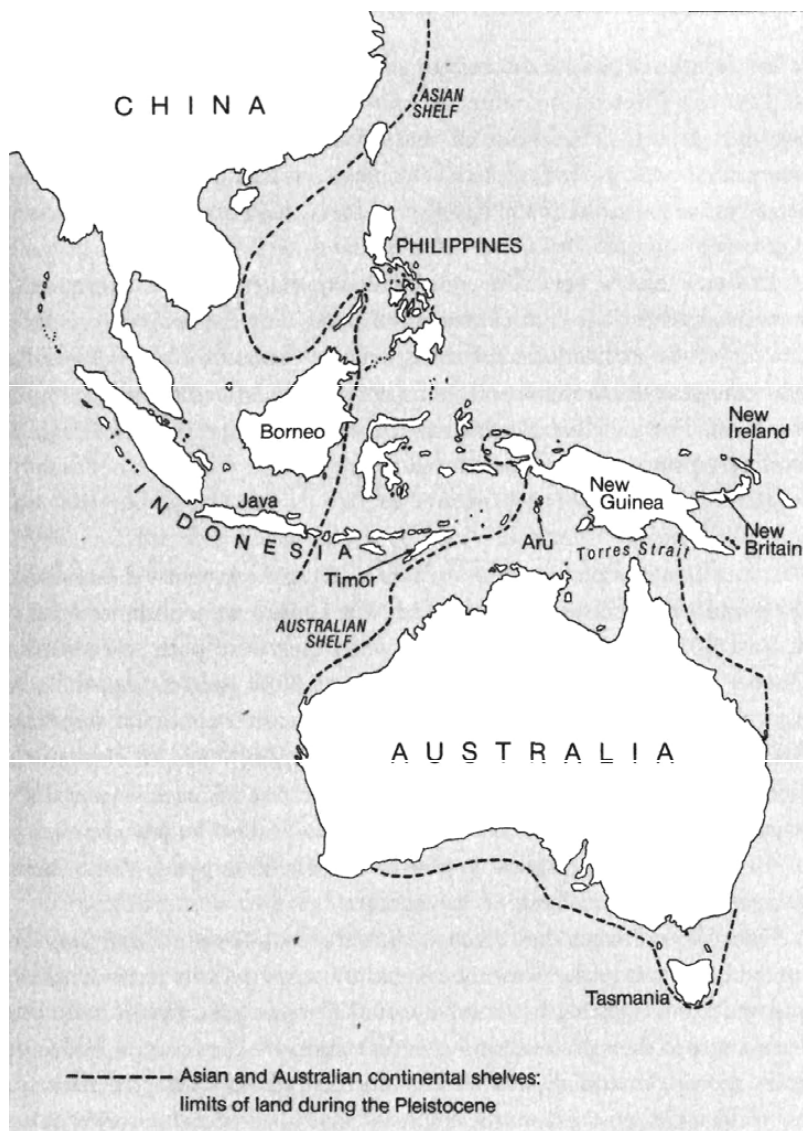 CHINA
ASIAN
SHELF
PHILIPPINES
Borneo
New
Ireland
New
Guinea
Java
INDONESIA
Aru
New
Britain
Torres Strait
Timor
AUSTRALIAN
SHELF
AUSTRALIA
Tasmania
Asian and Australian continental shelves:
limits of land during the Pleistocene